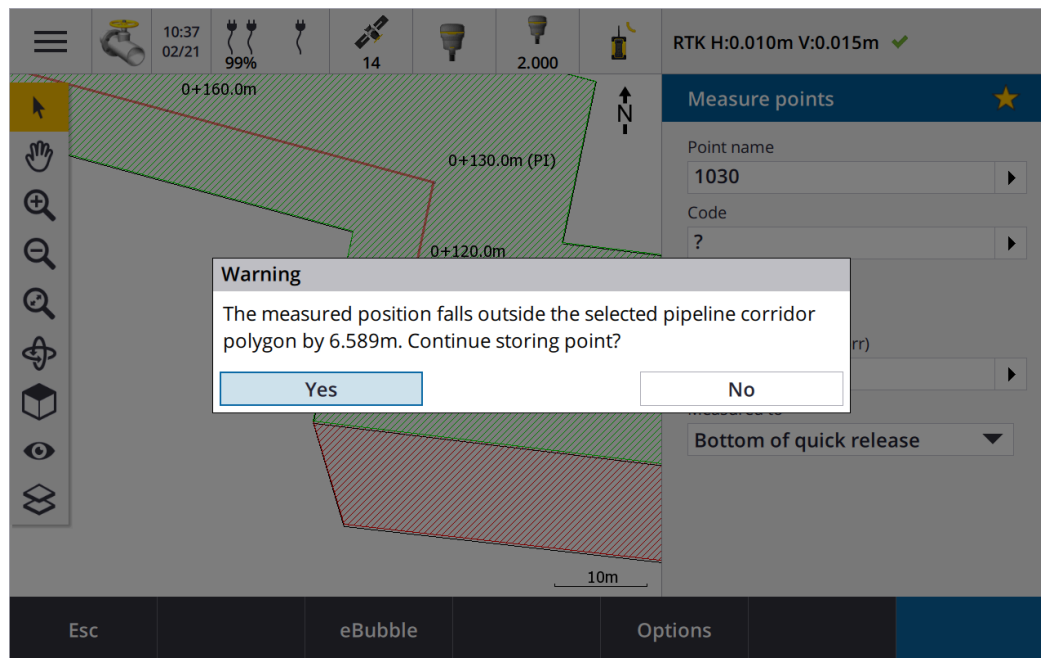 10:37
02/21
99%
14
2.000
RTK H:0.010m V:0.015m
Measure points
0+160.0m
N
0+130.0m (PI)
0+120.0m
Point name
1030
Code
?
Warning
The measured position falls outside the selected pipeline corridor
polygon by 6.589m. Continue storing point?
Yes
No
rr)
Measured to
Bottom of quick release
10m
Esc
eBubble
Options